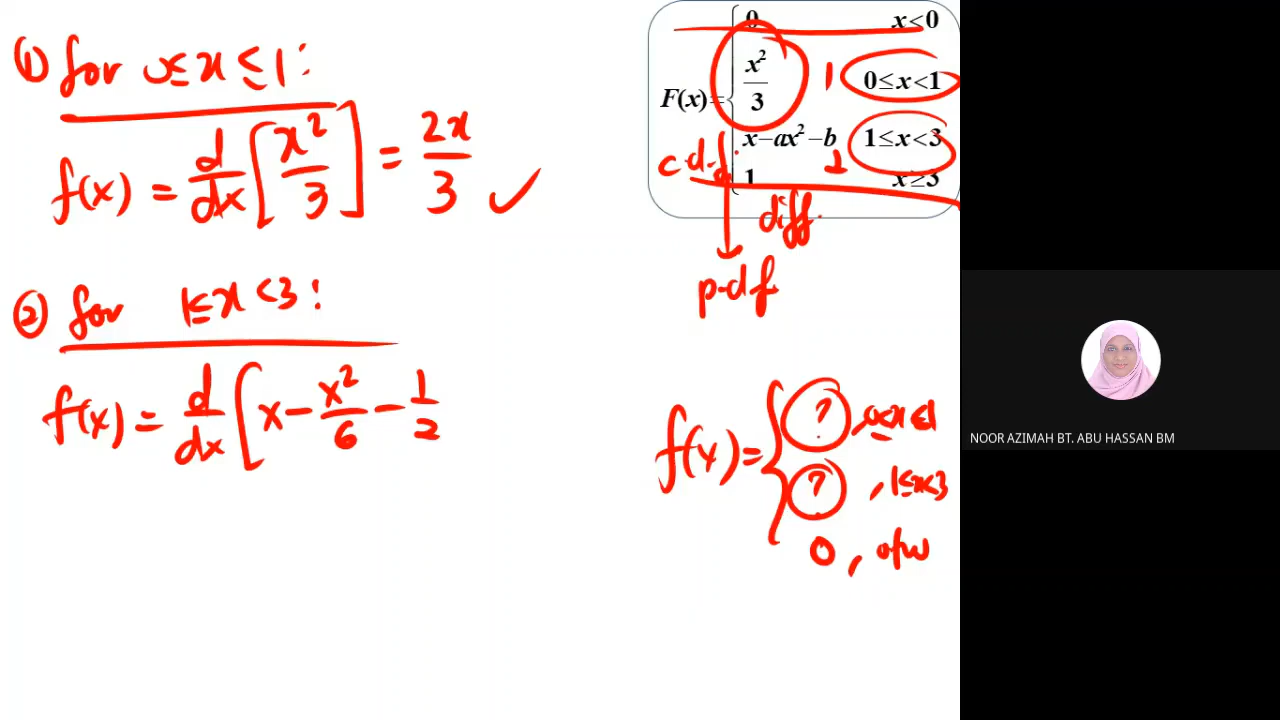 ① for 0≤x≤1:
f(x) = d/dx [x²/3] = 2x/3 ✓
② for 1≤x<3:
f(x) = d/dx [x - x²/6 - 1/2
F(x) = { 0 x<0
x²/3 1 0≤x<1
x-ax²-b 2 1≤x<3
1 x≥3
c.d.f
diff.
p.d.f
f(x) = { ? , 0≤x≤1
? , 1≤x<3
0 , o/w
NOOR AZIMAH BT. ABU HASSAN BM